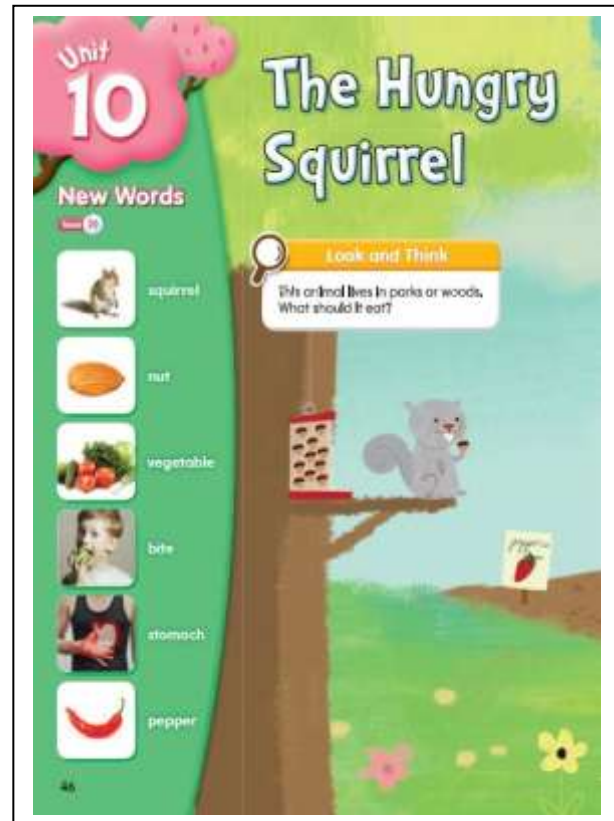 Unit
10
The Hungry
Squirrel
New Words
Look and Think
This animal lives in parks or woods.
What should it eat?
squirrel
nut
vegetable
bite
stomach
pepper
46